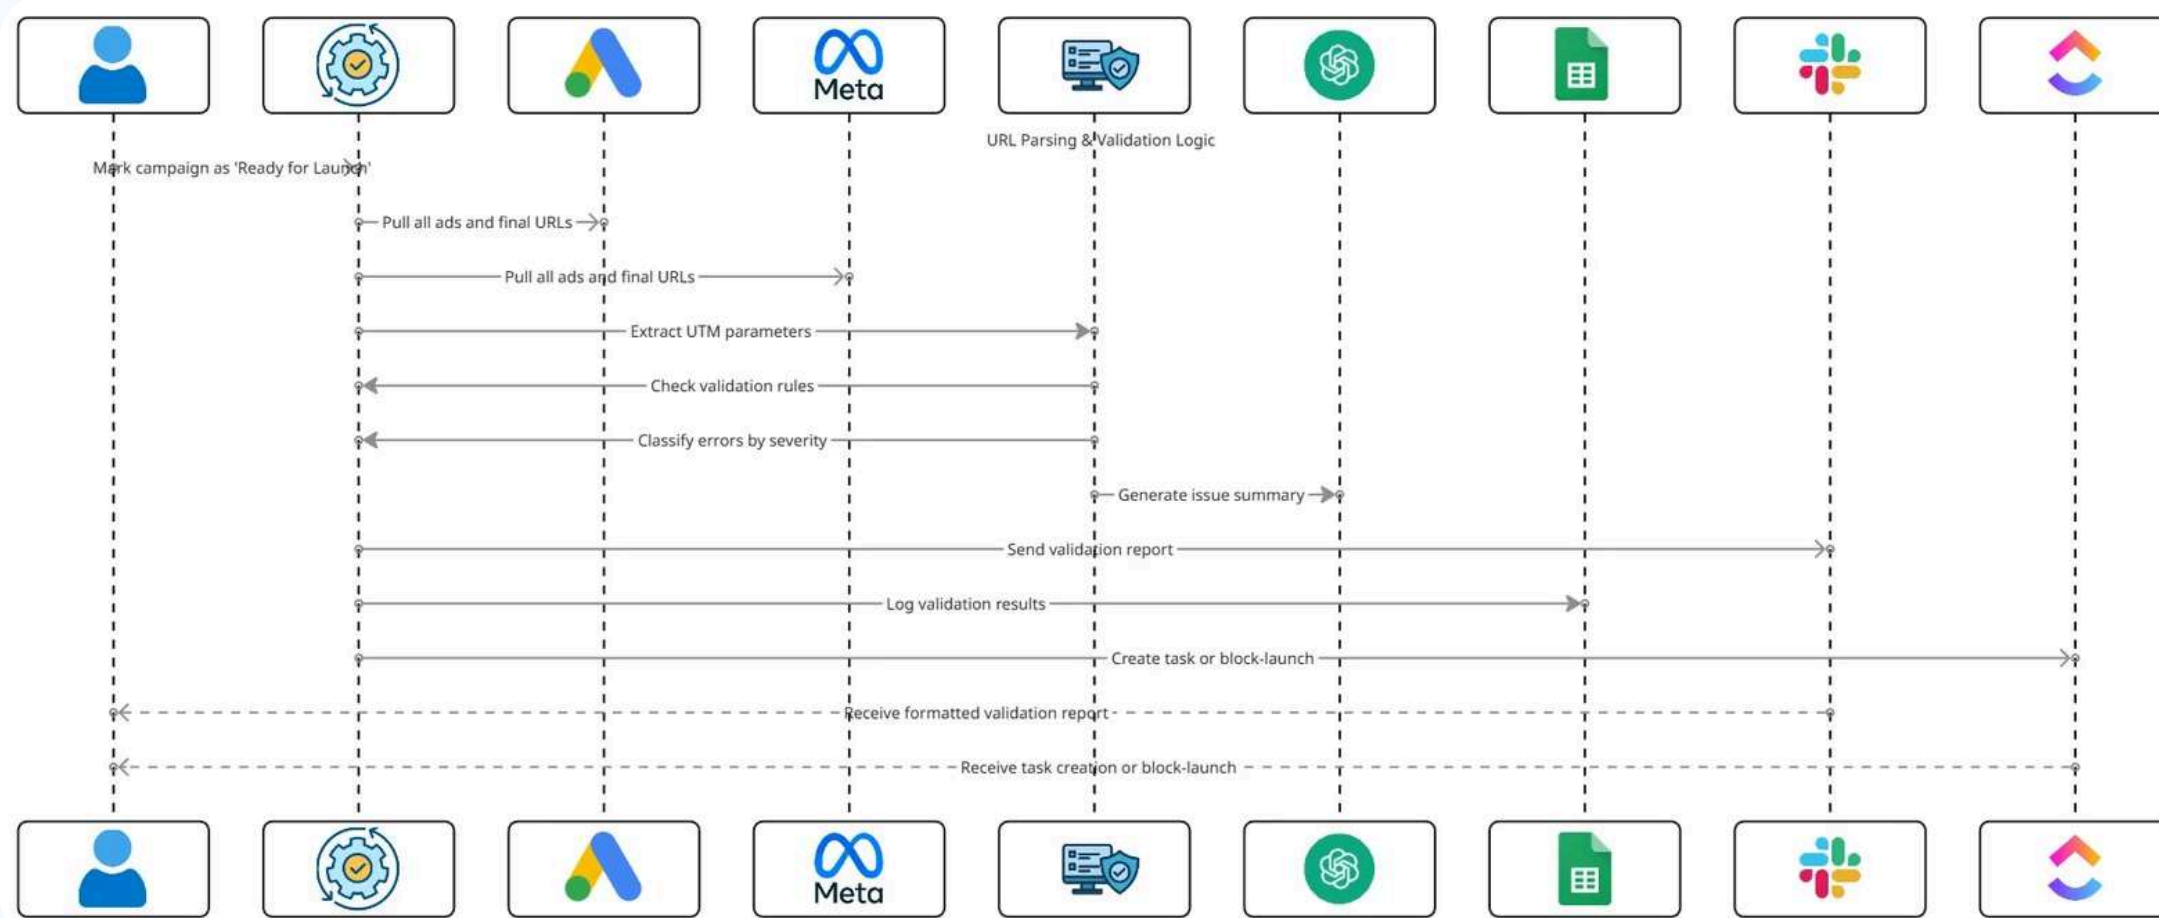 Meta
URL Parsing & Validation Logic
Mark campaign as 'Ready for Launch'
Pull all ads and final URLs
Pull all ads and final URLs
Extract UTM parameters
Check validation rules
Classify errors by severity
Generate issue summary
Send validation report
Log validation results
Create task or block-launch
Receive formatted validation report
Receive task creation or block-launch
Meta